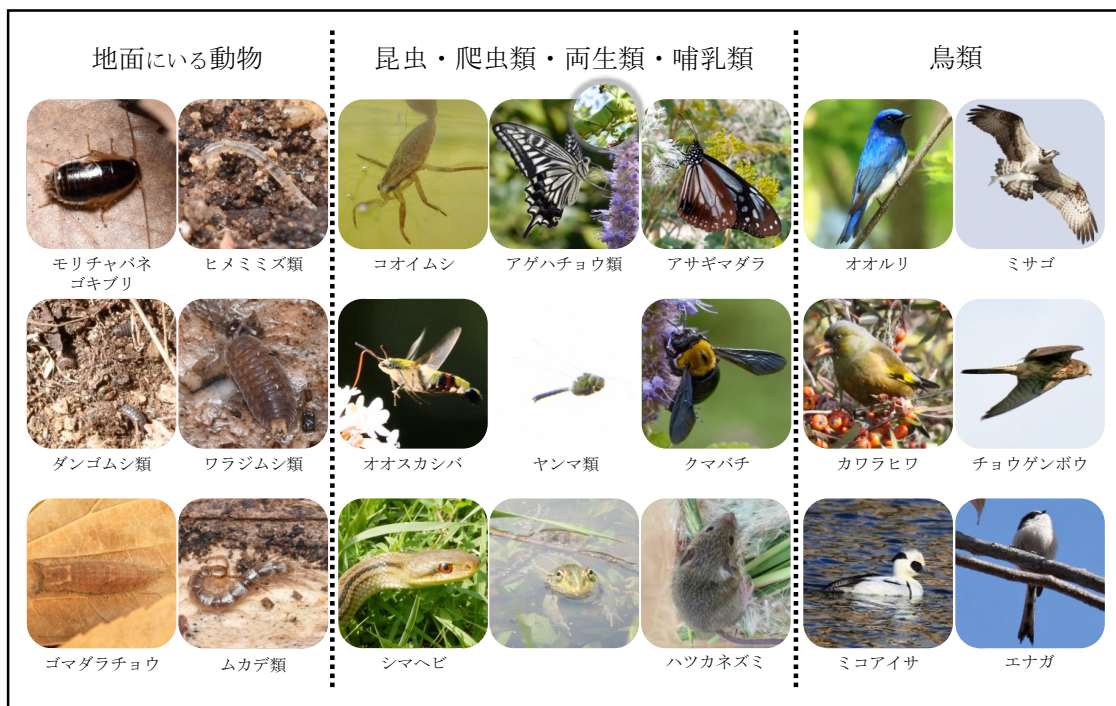 地面にいる動物
昆虫・爬虫類・両生類・哺乳類
鳥類
モリチャバネ
ゴキブリ
ヒメミミズ類
コオイムシ
アゲハチョウ類
アサギマダラ
オオルリ
ミサゴ
ダンゴムシ類
ワラジムシ類
オオスカシバ
ヤンマ類
クマバチ
カワラヒワ
チョウゲンボウ
ゴマダラチョウ
ムカデ類
シマヘビ
ハツカネズミ
ミコアイサ
エナガ